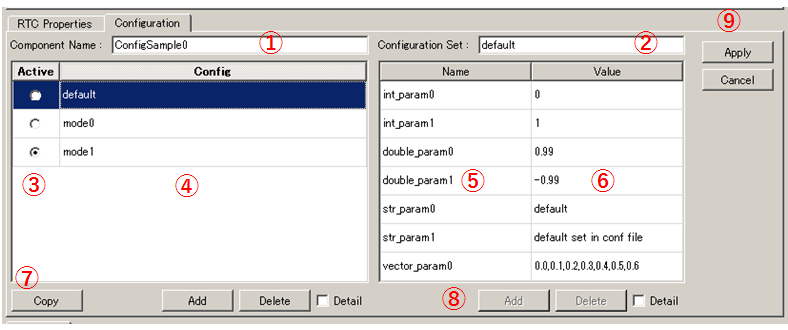 RTC Properties Configuration ⑨
Component Name : ConfigSample0 ① Configuration Set : default ② Apply
Active Config Name Value Cancel
default int_param0 0
mode0 int_param1 1
mode1 double_param0 0.99
③ ④ double_param1 ⑤ -0.99 ⑥
str_param0 default
str_param1 default set in conf file
⑦ vector_param0 0.0,0.1,0.2,0.3,0.4,0.5,0.6
Copy Add Delete Detail ⑧ Add Delete Detail